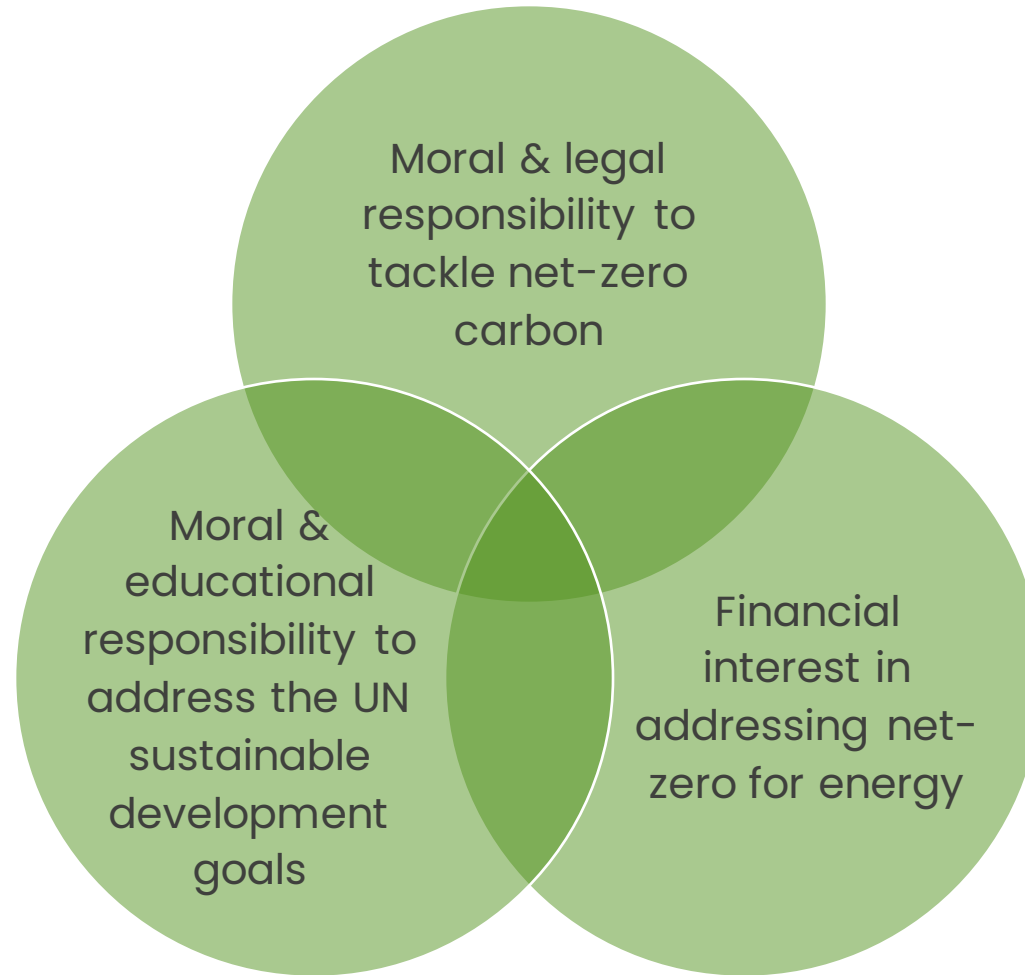 Moral & legal
responsibility to
tackle net-zero
carbon
Moral &
educational
responsibility to
address the UN
sustainable
development
goals
Financial
interest in
addressing net-
zero for energy